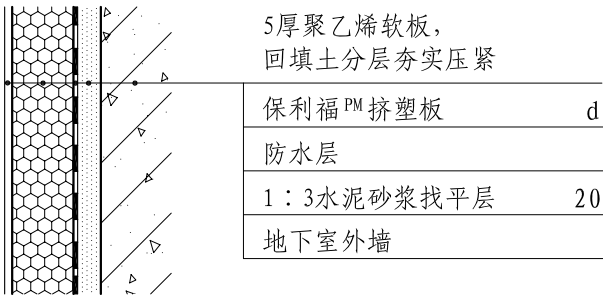 5厚聚乙烯软板，
回填土分层夯实压紧
保利福PM挤塑板 d
防水层
1：3水泥砂浆找平层 20
地下室外墙